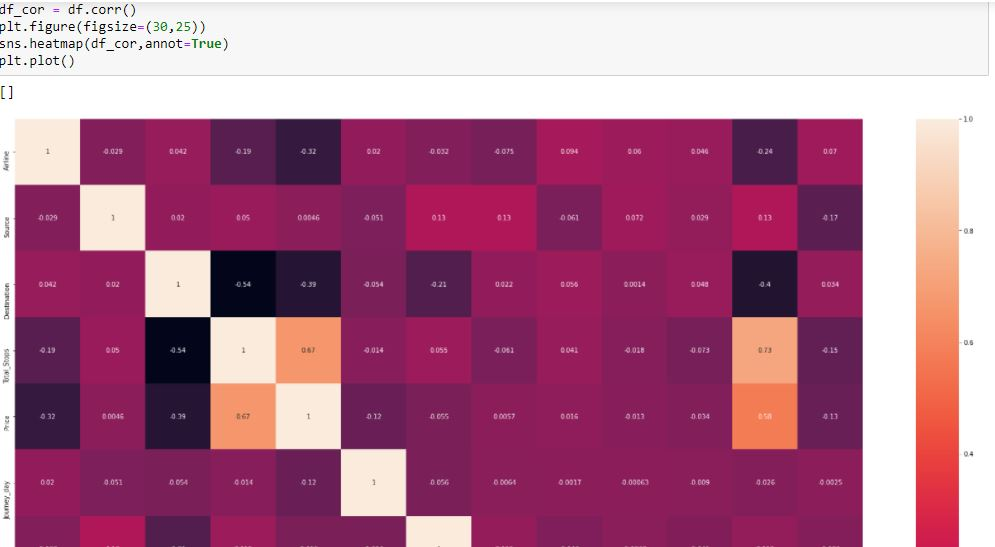 df_cor = df.corr()
plt.figure(figsize=(30,25))
sns.heatmap(df_cor,annot=True)
plt.plot()
[]
1.0
Airline 1 -0.029 0.042 -0.19 -0.32 0.02 -0.032 -0.075 0.094 0.06 0.046 -0.24 0.07
Source -0.029 1 0.02 0.05 0.0046 -0.051 0.13 0.13 -0.061 0.072 0.029 0.13 -0.17
0.8
Destination 0.042 0.02 1 -0.54 -0.39 -0.054 -0.21 0.022 0.056 0.0014 0.048 -0.4 0.034
0.6
Total_Stops -0.19 0.05 -0.54 1 0.67 -0.014 0.055 -0.061 0.041 -0.018 -0.073 0.73 -0.15
Price -0.32 0.0046 -0.39 0.67 1 -0.12 -0.055 0.0057 0.016 -0.013 -0.034 0.58 -0.13
0.4
Journey_day 0.02 -0.051 -0.054 -0.014 -0.12 1 -0.056 -0.0064 -0.0017 -0.00063 -0.009 -0.026 -0.0025